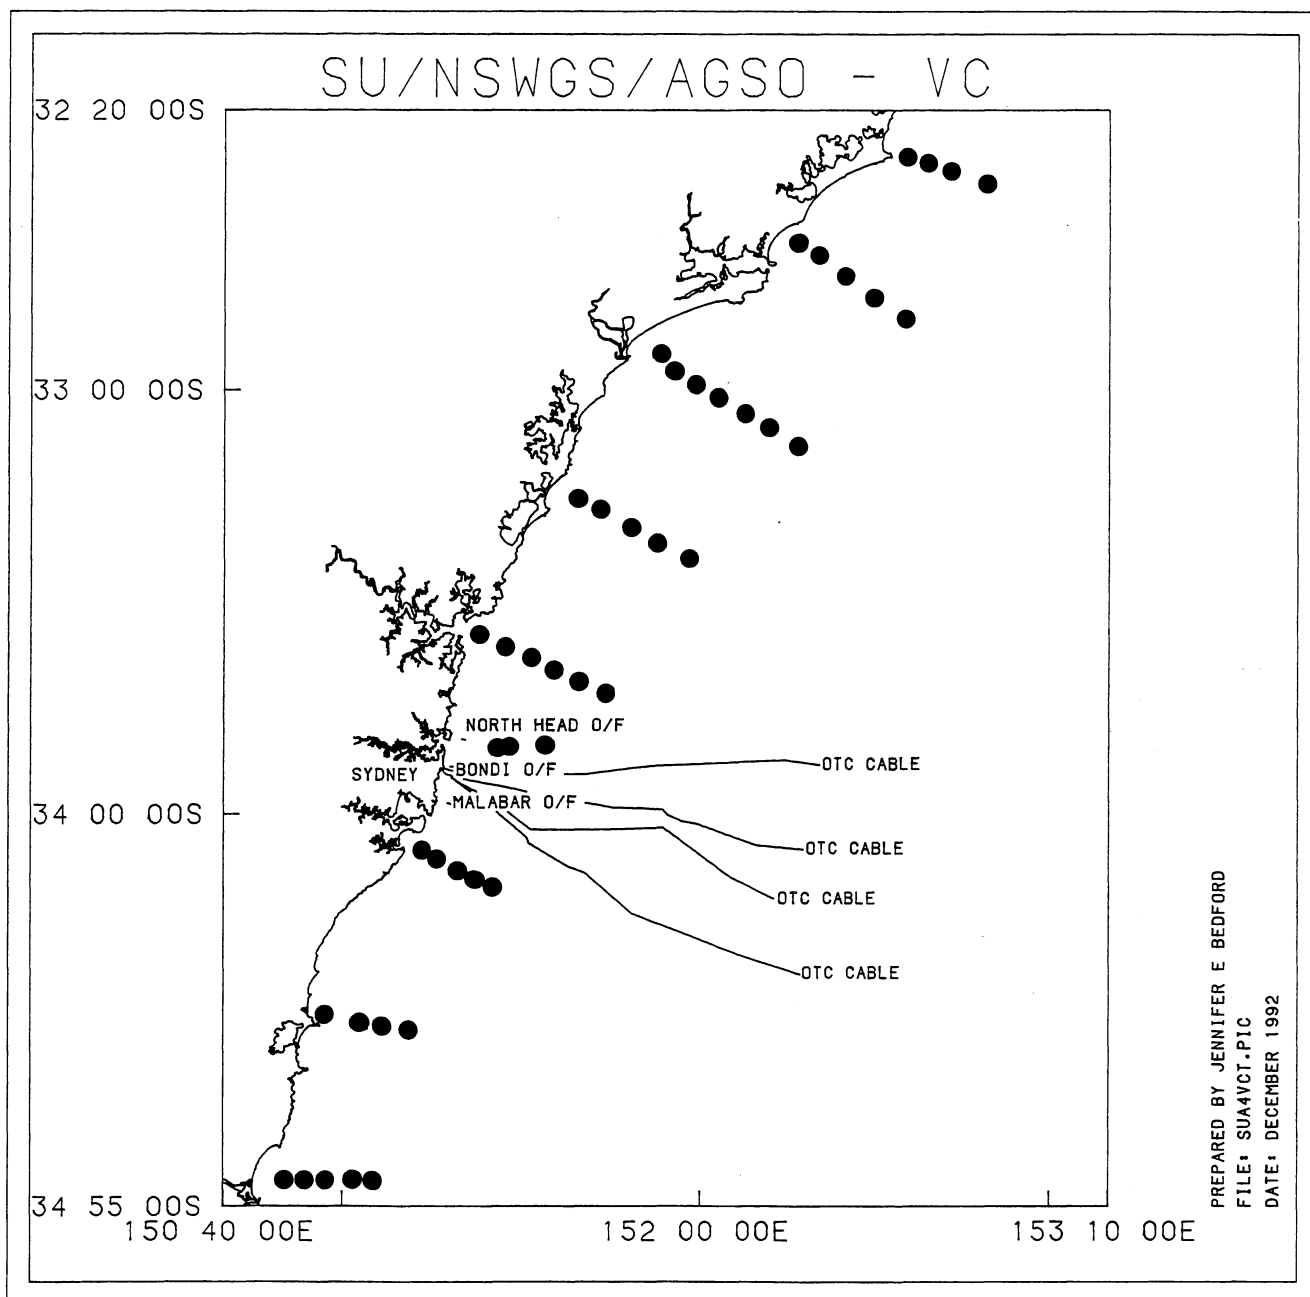 SU/NSWGS/AGSO - VC
32 20 00S
33 00 00S
NORTH HEAD O/F
OTC CABLE
SYDNEY
BONDI O/F
MALABAR O/F
34 00 00S
OTC CABLE
OTC CABLE
OTC CABLE
34 55 00S
150 40 00E
152 00 00E
153 10 00E
PREPARED BY JENNIFER E BEDFORD
FILE: SUA4VCT.PIC
DATE: DECEMBER 1992